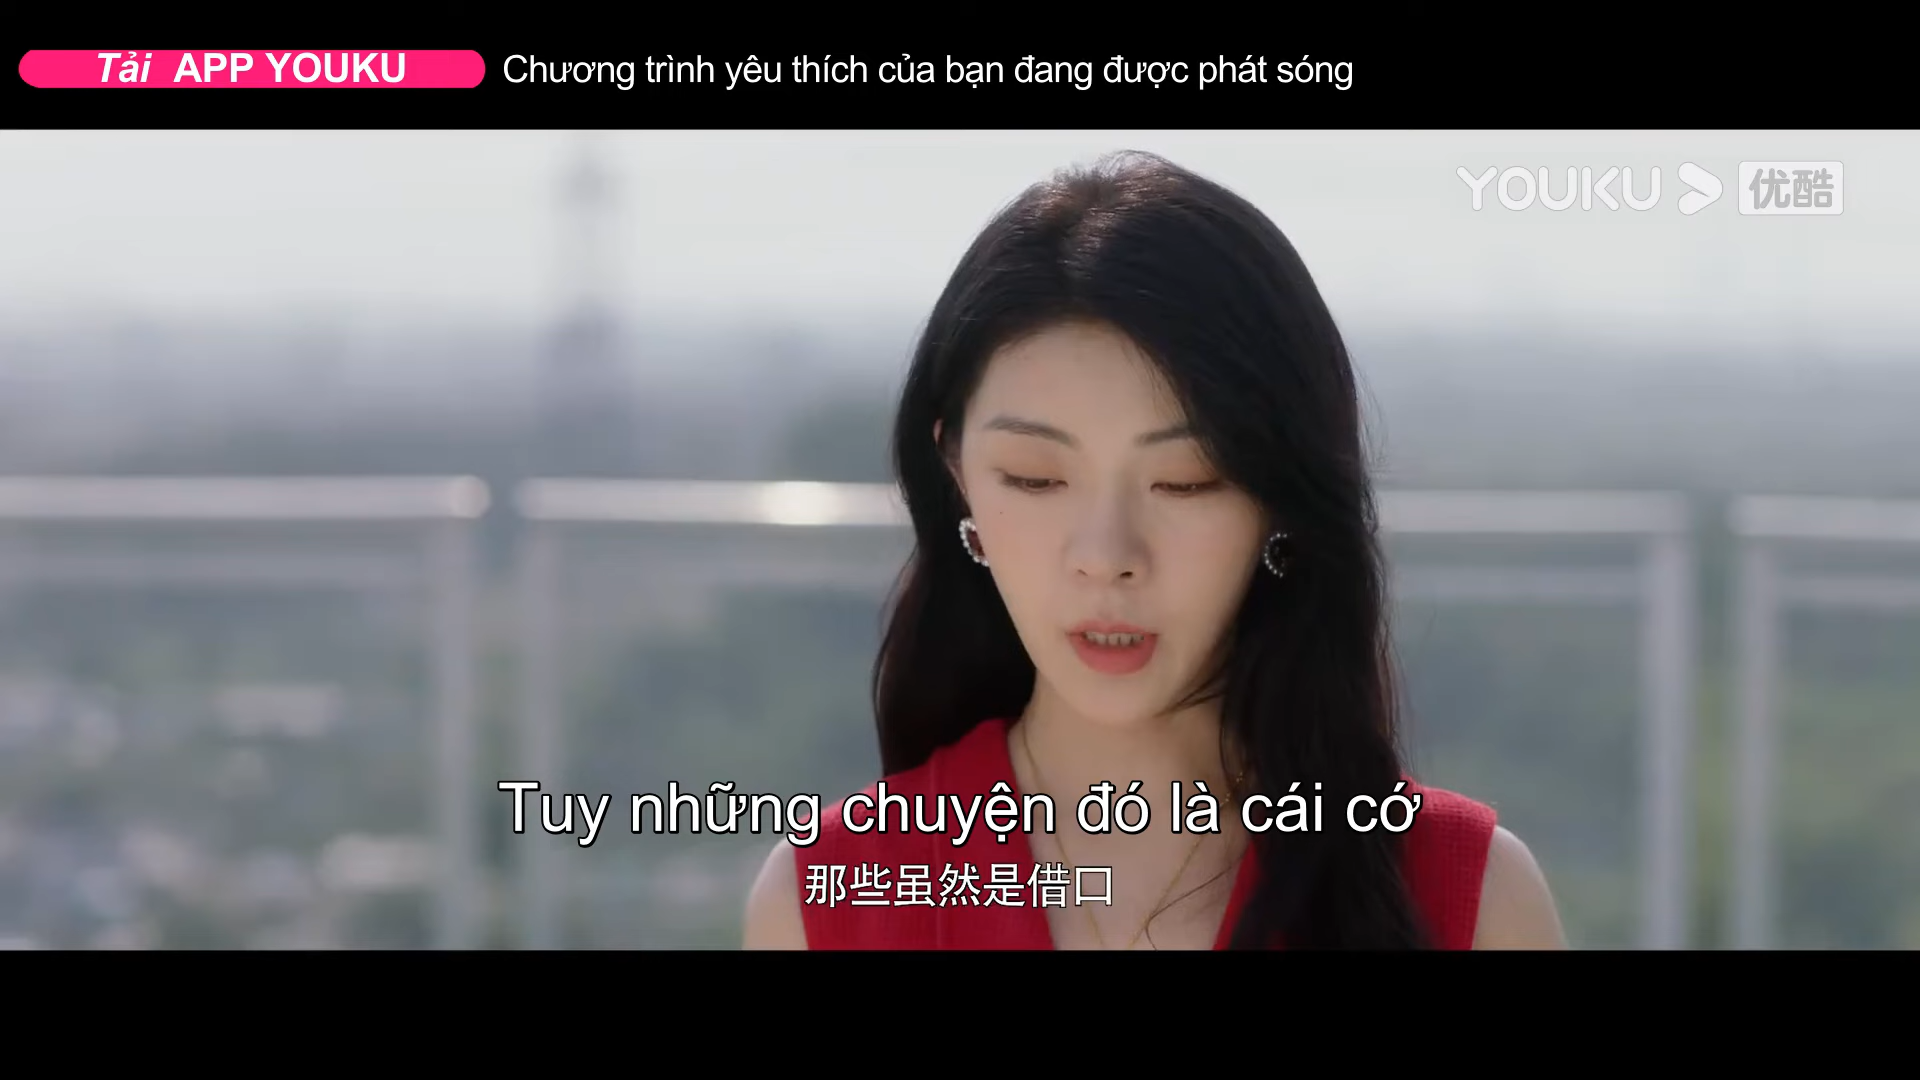 Tải APP YOUKU Chương trình yêu thích của bạn đang được phát sóng
YOUKU 优酷
Tuy những chuyện đó là cái cớ
那些虽然是借口